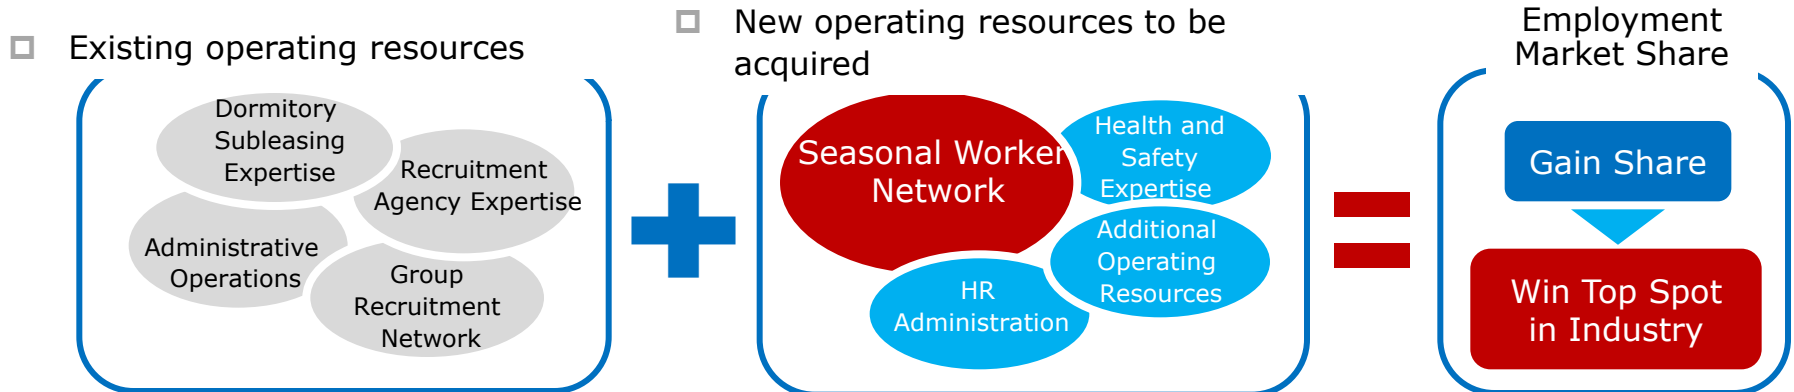 Existing operating resources
Dormitory
Subleasing
Expertise
Recruitment
Agency Expertise
Administrative
Operations
Group
Recruitment
Network
New operating resources to be
acquired
Seasonal Worker
Network
Health and
Safety
Expertise
Additional
Operating
Resources
HR
Administration
Employment
Market Share
Gain Share
Win Top Spot
in Industry